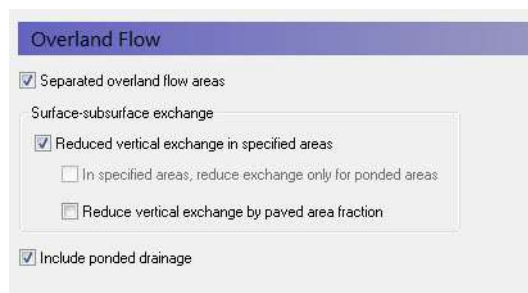 Overland Flow
Separated overland flow areas
Surface-subsurface exchange
Reduced vertical exchange in specified areas
In specified areas, reduce exchange only for ponded areas
Reduce vertical exchange by paved area fraction
Include ponded drainage